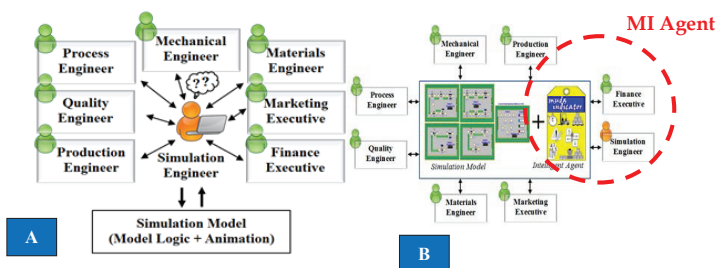 Process
Engineer
Mechanical
Engineer
Materials
Engineer
??
Quality
Engineer
Marketing
Executive
Production
Engineer
Simulation
Engineer
Finance
Executive
Simulation Model
(Model Logic + Animation)
A
MI Agent
Mechanical
Engineer
Production
Engineer
Process
Engineer
muda
indicator
Finance
Executive
+
Quality
Engineer
Simulation
Engineer
Simulation Model
Intelligent Agent
Materials
Engineer
Marketing
Executive
B